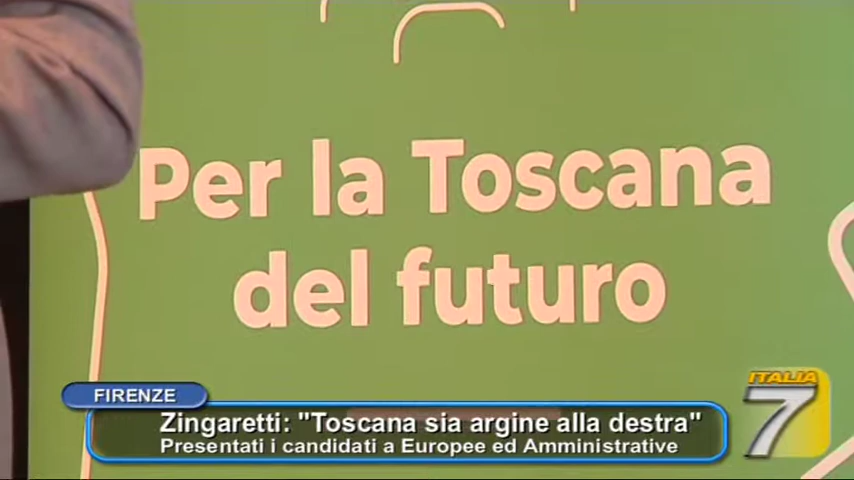 Per la Toscana
del futuro
FIRENZE
Zingaretti: "Toscana sia argine alla destra"
Presentati i candidati a Europee ed Amministrative
ITALIA
7